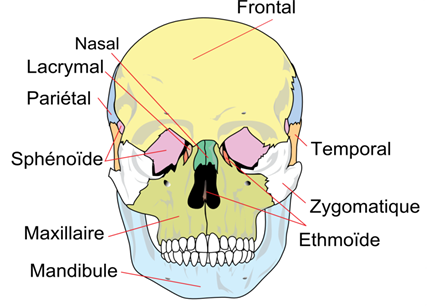 Frontal
Nasal
Lacrymal
Pariétal
Sphénoïde
Temporal
Zygomatique
Ethmoïde
Maxillaire
Mandibule